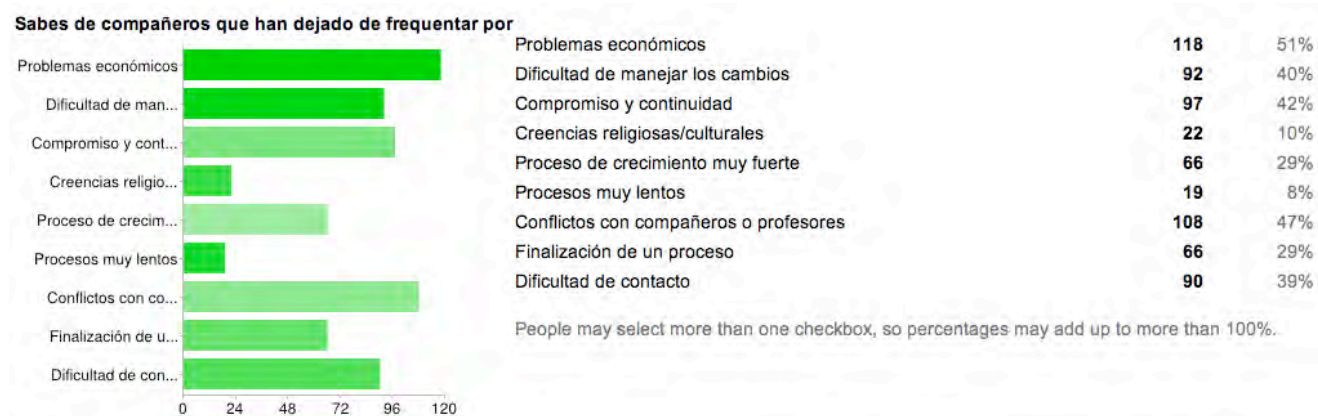 Sabes de compañeros que han dejado de frequentar por
Problemas económicos
Dificultad de man...
Compromiso y cont...
Creencias religio...
Proceso de crecim...
Procesos muy lentos
Conflictos con co...
Finalización de u...
Dificultad de con...
0 24 48 72 96 120
Problemas económicos 118 51%
Dificultad de manejar los cambios 92 40%
Compromiso y continuidad 97 42%
Creencias religiosas/culturales 22 10%
Proceso de crecimiento muy fuerte 66 29%
Procesos muy lentos 19 8%
Conflictos con compañeros o profesores 108 47%
Finalización de un proceso 66 29%
Dificultad de contacto 90 39%
People may select more than one checkbox, so percentages may add up to more than 100%.